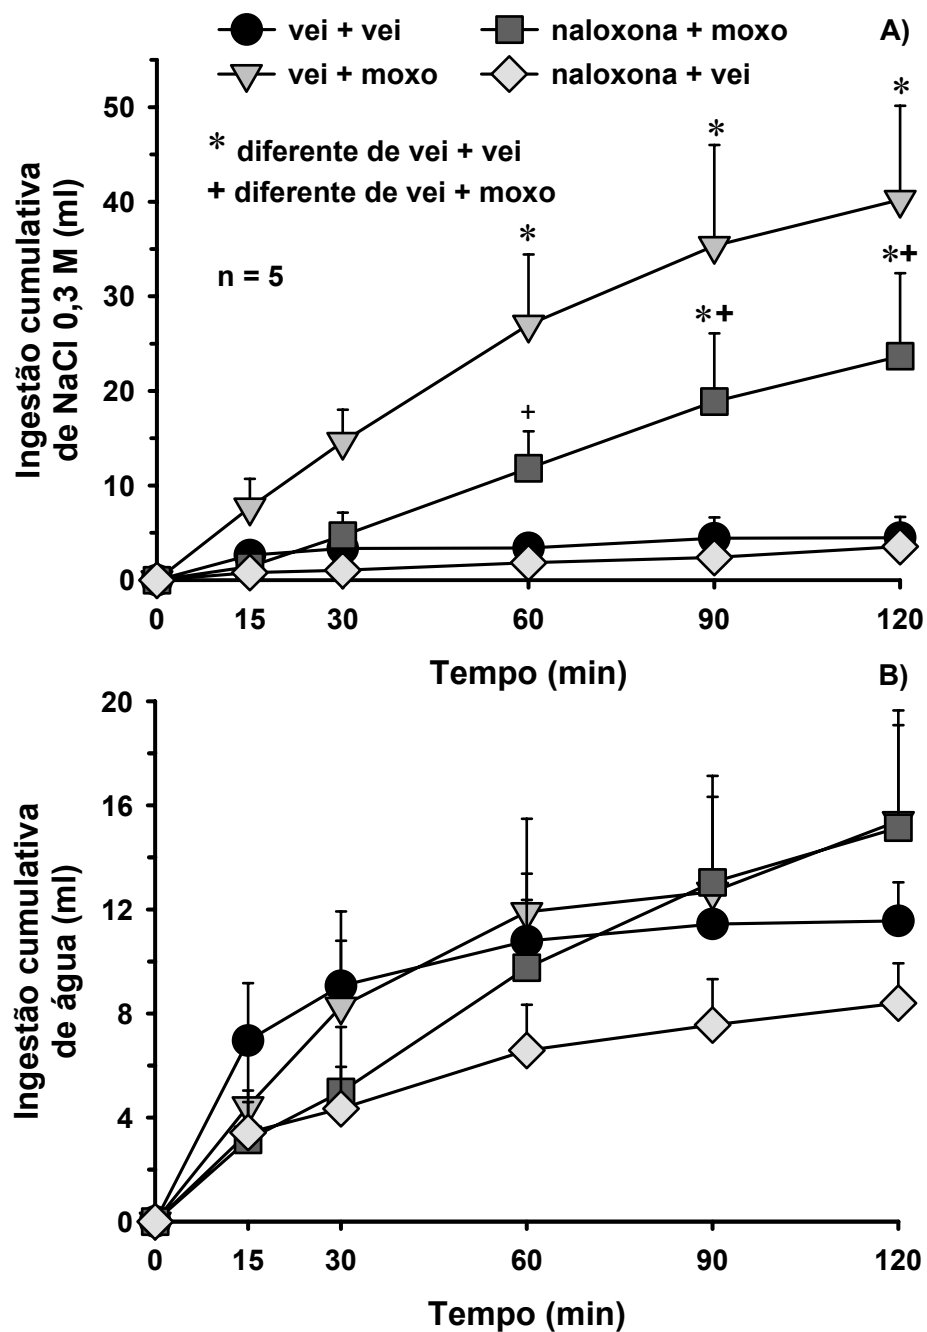 vei + vei
naloxona + moxo
A)
vei + moxo
naloxona + vei
* diferente de vei + vei
+ diferente de vei + moxo
n = 5
Ingestão cumulativa
de NaCl 0,3 M (ml)
50
40
30
20
10
0
*
*
*
*+
*+
+
0 15 30 60 90 120
Tempo (min)
B)
Ingestão cumulativa
de água (ml)
20
16
12
8
4
0
0 15 30 60 90 120
Tempo (min)